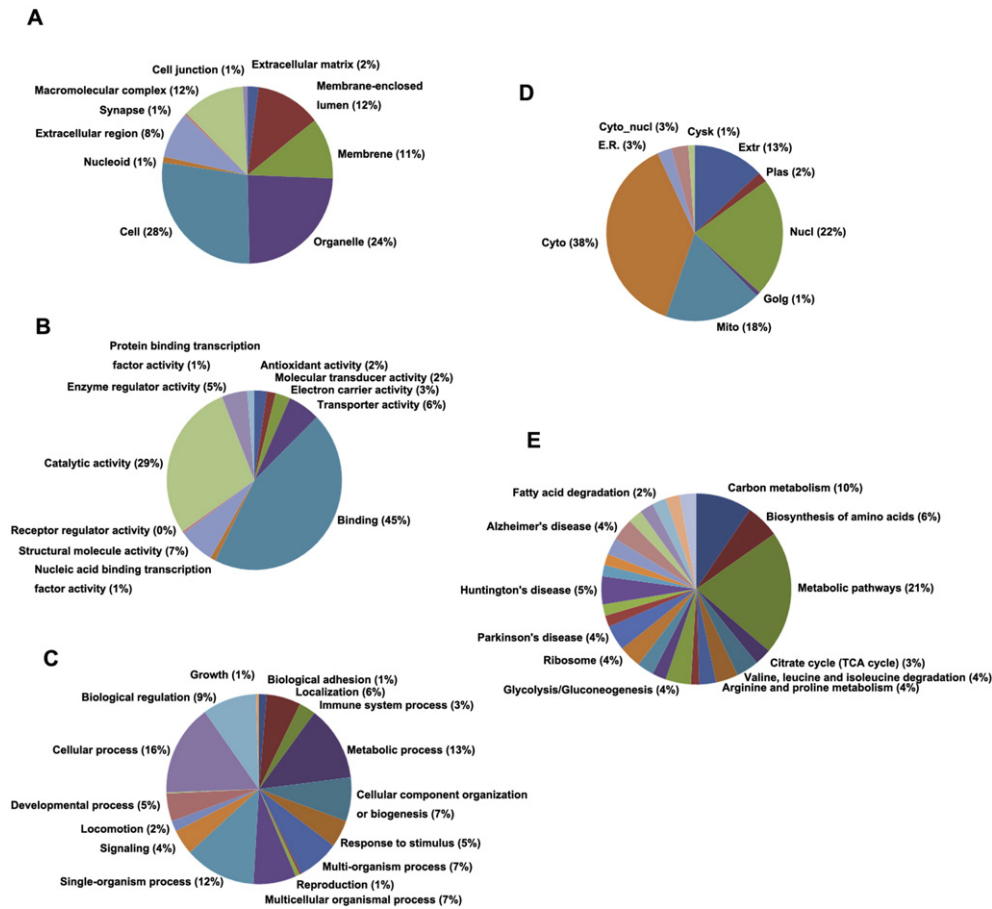 A
Cell junction (1%)
Extracellular matrix (2%)
Macromolecular complex (12%)
Membrane-enclosed
lumen (12%)
Synapse (1%)
Extracellular region (8%)
Membrene (11%)
Nucleoid (1%)
Cell (28%)
Organelle (24%)
B
Protein binding transcription
factor activity (1%)
Antioxidant activity (2%)
Molecular transducer activity (2%)
Enzyme regulator activity (5%)
Electron carrier activity (3%)
Transporter activity (6%)
Catalytic activity (29%)
Binding (45%)
Receptor regulator activity (0%)
Structural molecule activity (7%)
Nucleic acid binding transcription
factor activity (1%)
C
Growth (1%)
Biological adhesion (1%)
Biological regulation (9%)
Localization (6%)
Immune system process (3%)
Cellular process (16%)
Metabolic process (13%)
Cellular component organization
or biogenesis (7%)
Developmental process (5%)
Locomotion (2%)
Signaling (4%)
Response to stimulus (5%)
Multi-organism process (7%)
Single-organism process (12%)
Reproduction (1%)
Multicellular organismal process (7%)
D
Cyto_nucl (3%)
Cysk (1%)
E.R. (3%)
Extr (13%)
Plas (2%)
Cyto (38%)
Nucl (22%)
Golg (1%)
Mito (18%)
E
Fatty acid degradation (2%)
Carbon metabolism (10%)
Alzheimer's disease (4%)
Biosynthesis of amino acids (6%)
Huntington's disease (5%)
Metabolic pathways (21%)
Parkinson's disease (4%)
Ribosome (4%)
Citrate cycle (TCA cycle) (3%)
Valine, leucine and isoleucine degradation (4%)
Glycolysis/Gluconeogenesis (4%)
Arginine and proline metabolism (4%)